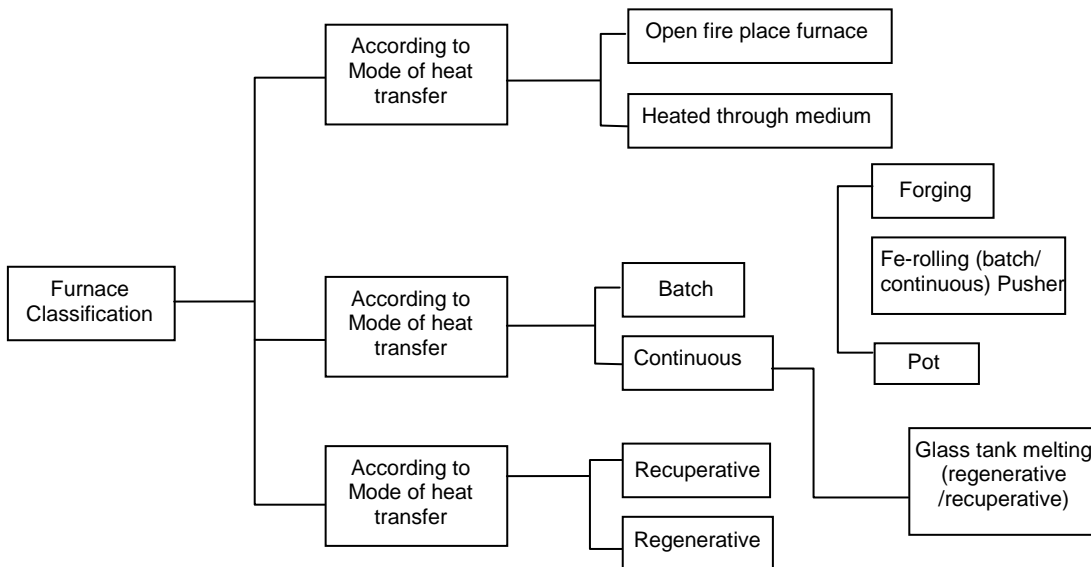 Furnace
Classification
According to
Mode of heat
transfer
Open fire place furnace
Heated through medium
According to
Mode of heat
transfer
Batch
Continuous
Forging
Fe-rolling (batch/
continuous) Pusher
Pot
Glass tank melting
(regenerative
/recuperative)
According to
Mode of heat
transfer
Recuperative
Regenerative